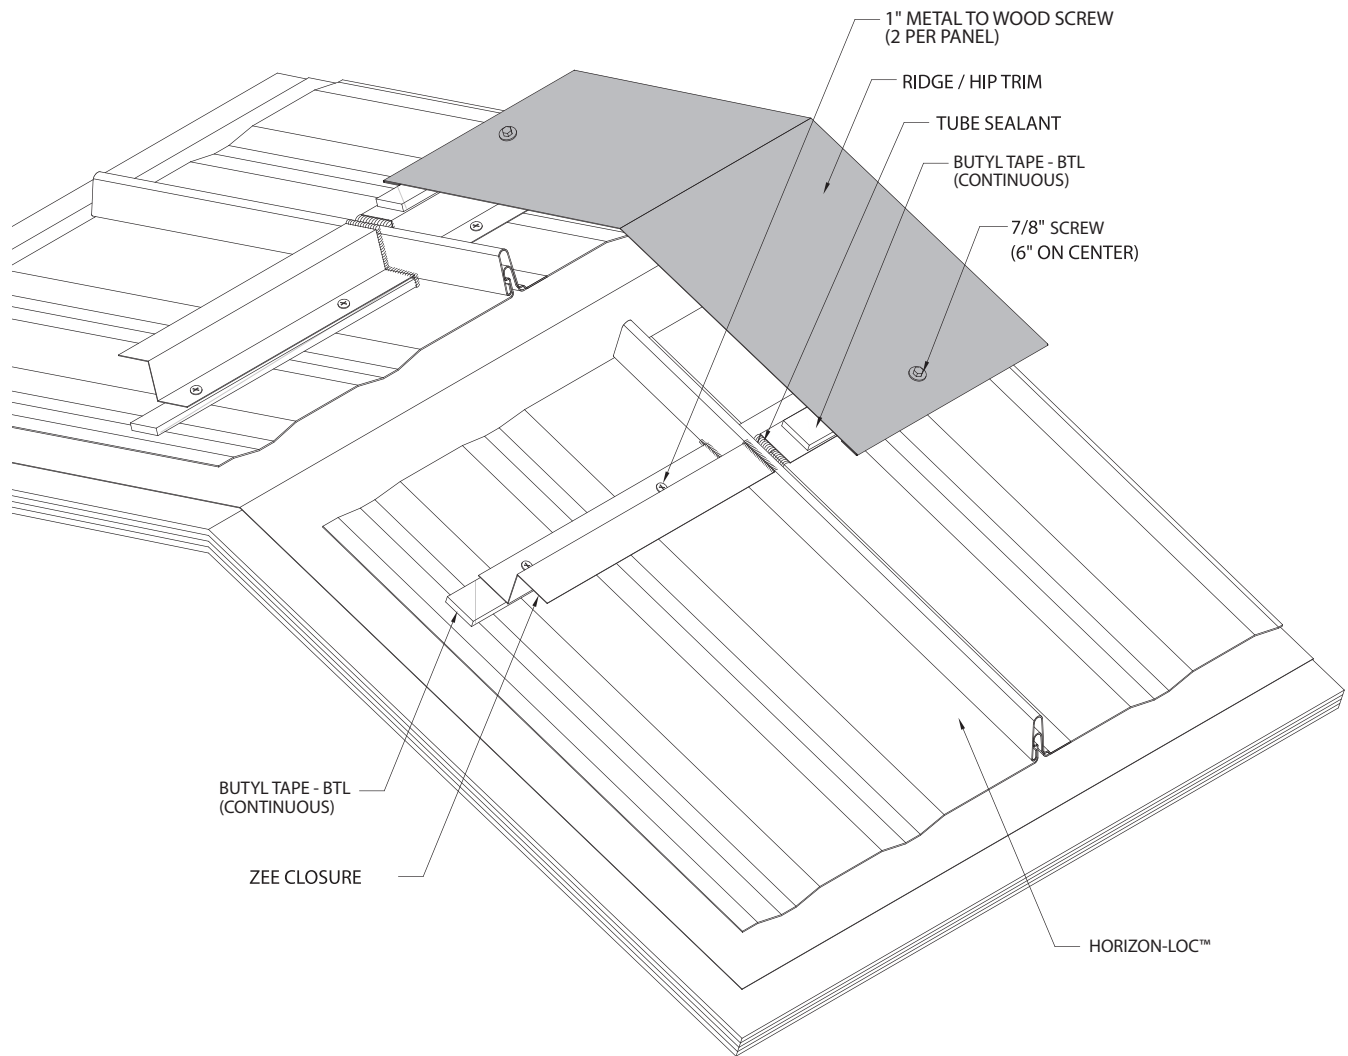 1" METAL TO WOOD SCREW
(2 PER PANEL)
RIDGE / HIP TRIM
TUBE SEALANT
BUTYL TAPE - BTL
(CONTINUOUS)
7/8" SCREW
(6" ON CENTER)
BUTYL TAPE - BTL
(CONTINUOUS)
ZEE CLOSURE
HORIZON-LOC™